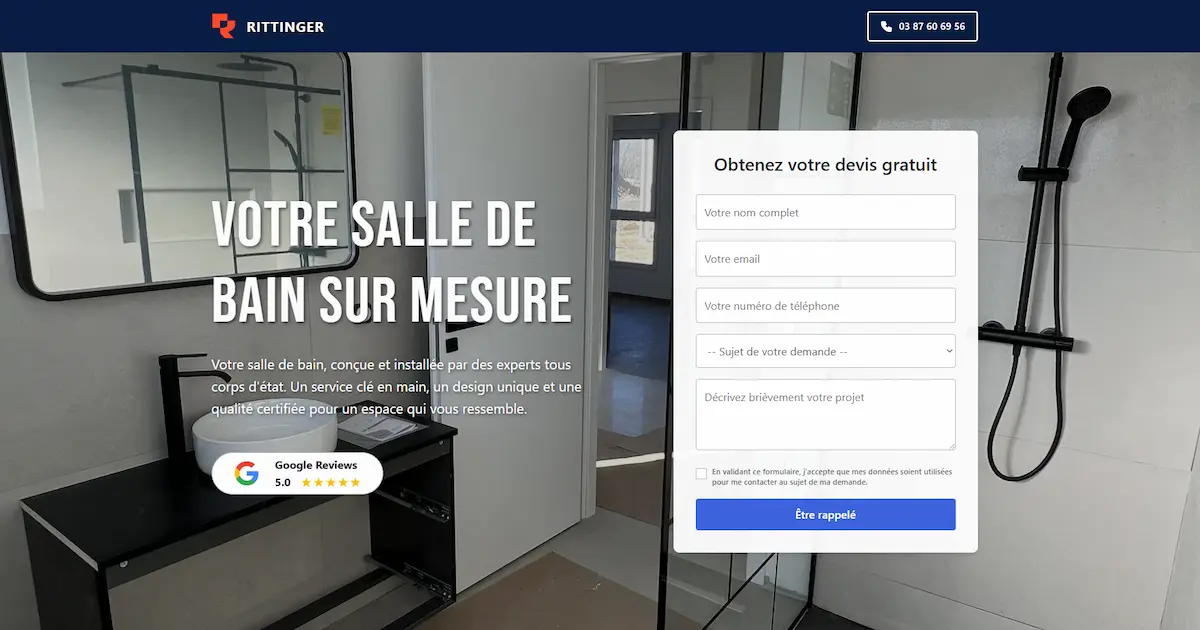 RITTINGER
03 87 60 69 56
VOTRE SALLE DE
BAIN SUR MESURE
Votre salle de bain, conçue et installée par des experts tous
corps d'état. Un service clé en main, un design unique et une
qualité certifiée pour un espace qui vous ressemble.
Google Reviews
5.0
Obtenez votre devis gratuit
Votre nom complet
Votre email
Votre numéro de téléphone
-- Sujet de votre demande --
Décrivez brièvement votre projet
En validant ce formulaire, j'accepte que mes données soient utilisées
pour me contacter au sujet de ma demande.
Être rappelé